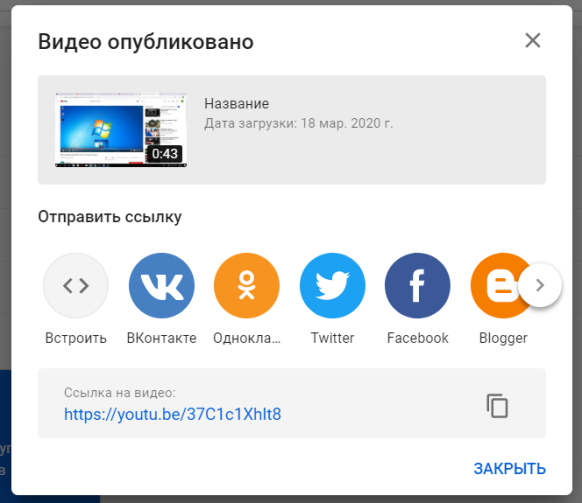 Видео опубликовано
0:43
Название
Дата загрузки: 18 мар. 2020 г.
Отправить ссылку
Встроить
ВКонтакте
Однокла...
Twitter
Facebook
Blogger
Ссылка на видео:
https://youtu.be/37C1c1XhIt8
ЗАКРЫТЬ